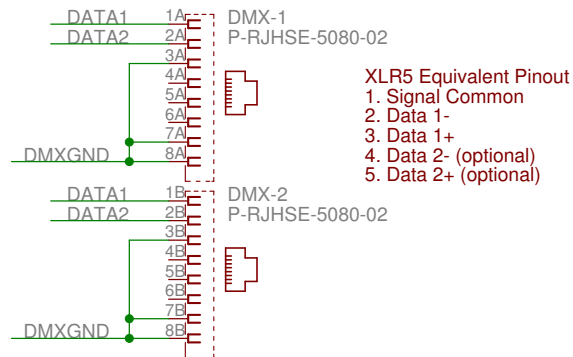 DATA1 1A DMX-1
DATA2 2A P-RJHSE-5080-02
3A
4A
5A
6A
7A
DMXGND 8A
XLR5 Equivalent Pinout
1. Signal Common
2. Data 1-
3. Data 1+
4. Data 2- (optional)
5. Data 2+ (optional)
DATA1 1B DMX-2
DATA2 2B P-RJHSE-5080-02
3B
4B
5B
6B
7B
DMXGND 8B